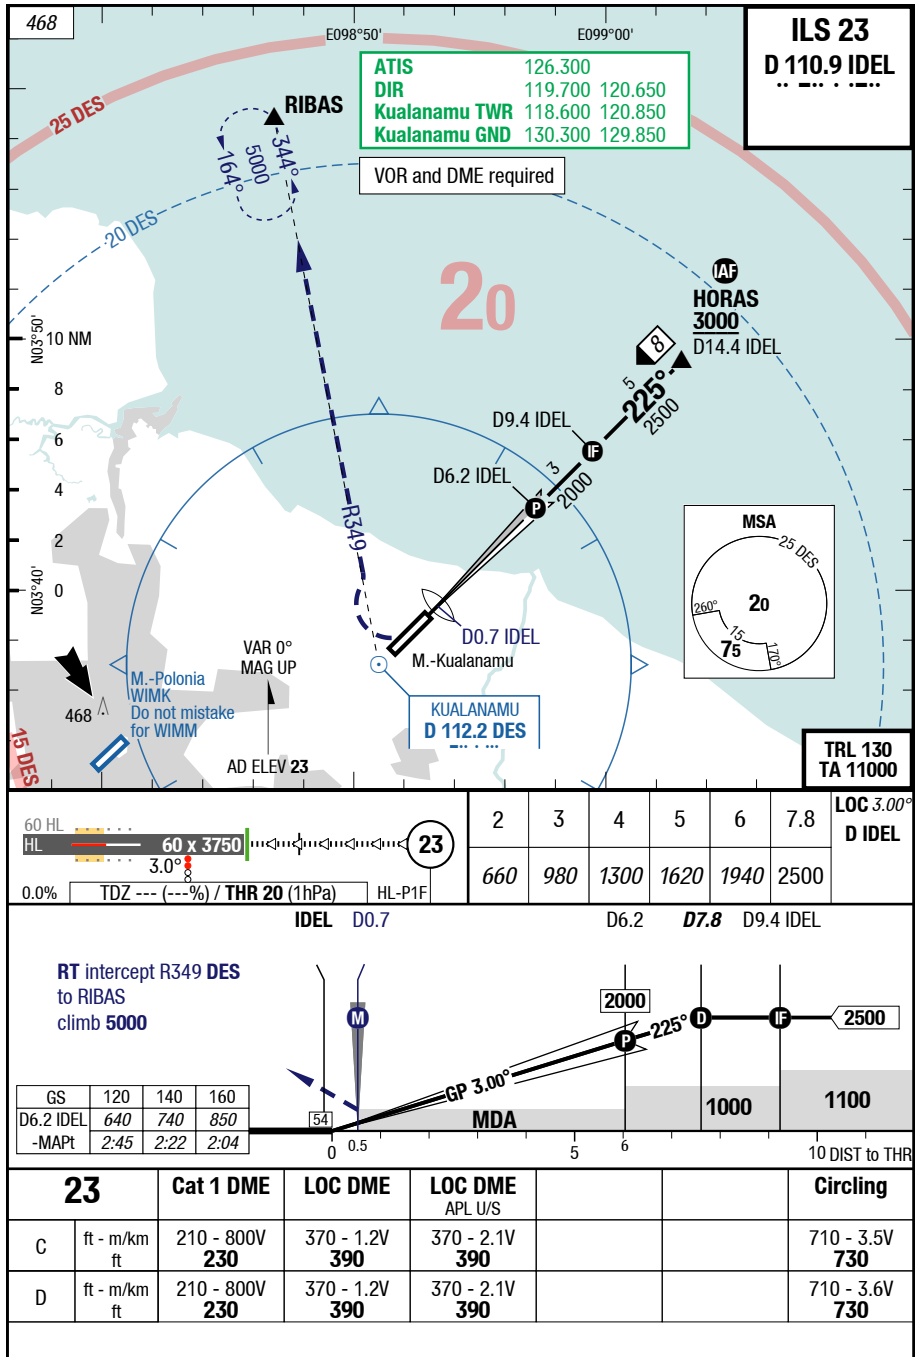 468
E098°50'
E099°00'
ILS 23
D 110.9 IDEL
25 DES
RIBAS
ATIS 126.300
DIR 119.700 120.650
Kualanamu TWR 118.600 120.850
Kualanamu GND 130.300 129.850
344°
5000
164°
VOR and DME required
20 DES
20
IAF
HORAS
3000
D14.4 IDEL
N03°50'
10 NM
8
8
5
225°
2500
D9.4 IDEL
IF
6
3
2000
D6.2 IDEL
P
4
R349
2
MSA
25 DES
260°
20
15
75
170°
N03°40'
0
D0.7 IDEL
M.-Kualanamu
VAR 0°
MAG UP
M.-Polonia
WIMK
Do not mistake
for WIMM
468
KUALANAMU
D 112.2 DES
15 DES
AD ELEV 23
TRL 130
TA 11000
60 HL
HL
60 x 3750
23
3.0°
0.0%
TDZ --- (---%) / THR 20 (1hPa)
HL-P1F
2 3 4 5 6 7.8 LOC 3.00°
D IDEL
660 980 1300 1620 1940 2500
IDEL D0.7 D6.2 D7.8 D9.4 IDEL
RT intercept R349 DES
to RIBAS
climb 5000
M
2000
225°
D
IF
2500
P
GP 3.00°
GS 120 140 160
D6.2 IDEL 640 740 850
-MAPt 2:45 2:22 2:04
54
MDA
1000
1100
0 0.5 5 6 10 DIST to THR
23 Cat 1 DME LOC DME LOC DME Circling
APL U/S
C ft - m/km 210 - 800V 370 - 1.2V 370 - 2.1V 710 - 3.5V
ft 230 390 390 730
D ft - m/km 210 - 800V 370 - 1.2V 370 - 2.1V 710 - 3.6V
ft 230 390 390 730